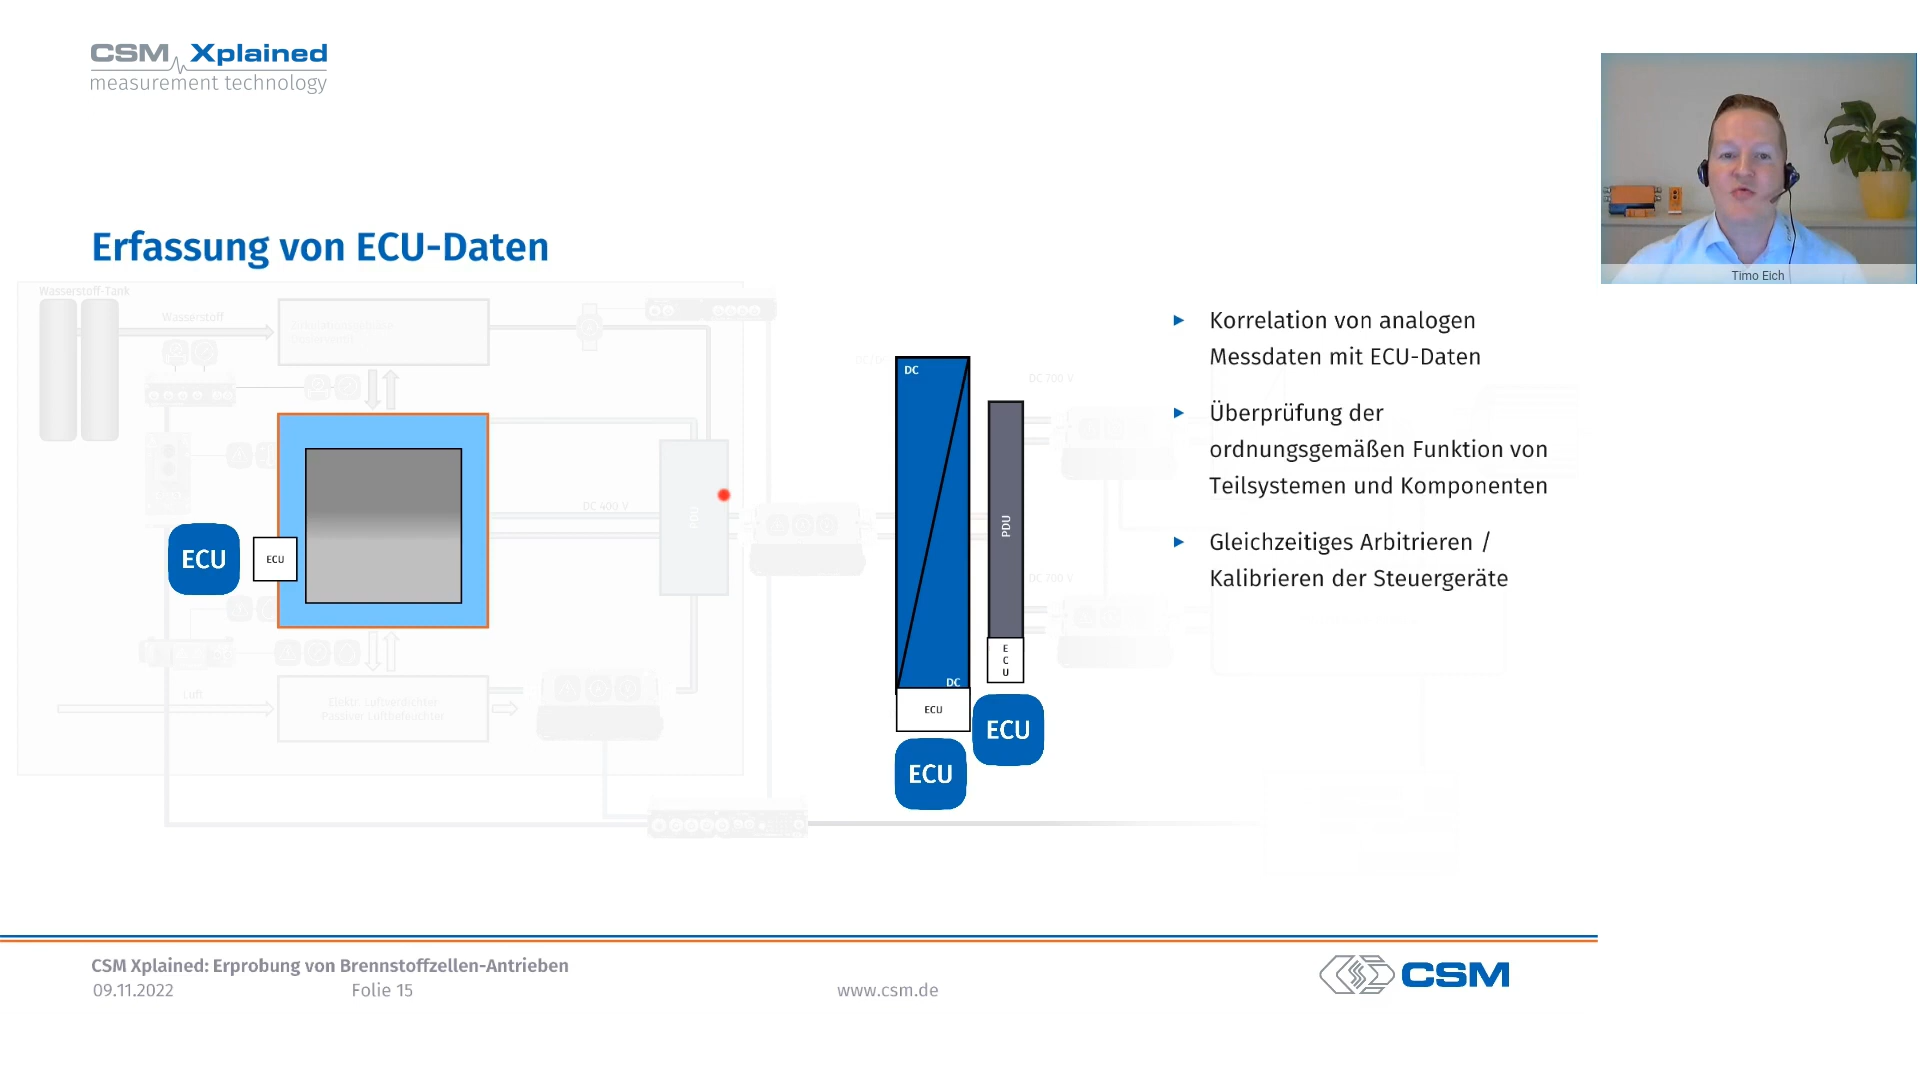 CSM Xplained
measurement technology
Timo Eich
Erfassung von ECU-Daten
Wasserstoff-Tank
Wasserstoff
DC 400 V
PDU
ECU
ECU
Luft
Elektr. Luftverdichter
Passiver Luftbefeuchter
DC
DC
ECU
ECU
PDU
ECU
ECU
DC 700 V
DC 700 V
Korrelation von analogen
Messdaten mit ECU-Daten
Überprüfung der
ordnungsgemäßen Funktion von
Teilsystemen und Komponenten
Gleichzeitiges Arbitrieren /
Kalibrieren der Steuergeräte
CSM Xplained: Erprobung von Brennstoffzellen-Antrieben
09.11.2022
Folie 15
www.csm.de
CSM